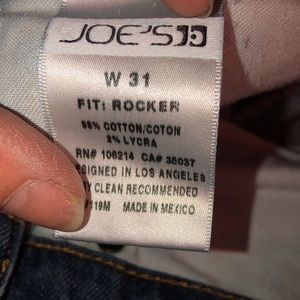 JOE'S
W 31
FIT: ROCKER
98% COTTON/COTON
2% LYCRA
RN# 106214 CA# 35037
ESIGNED IN LOS ANGELES
Y CLEAN RECOMMENDED
MADE IN MEXICO